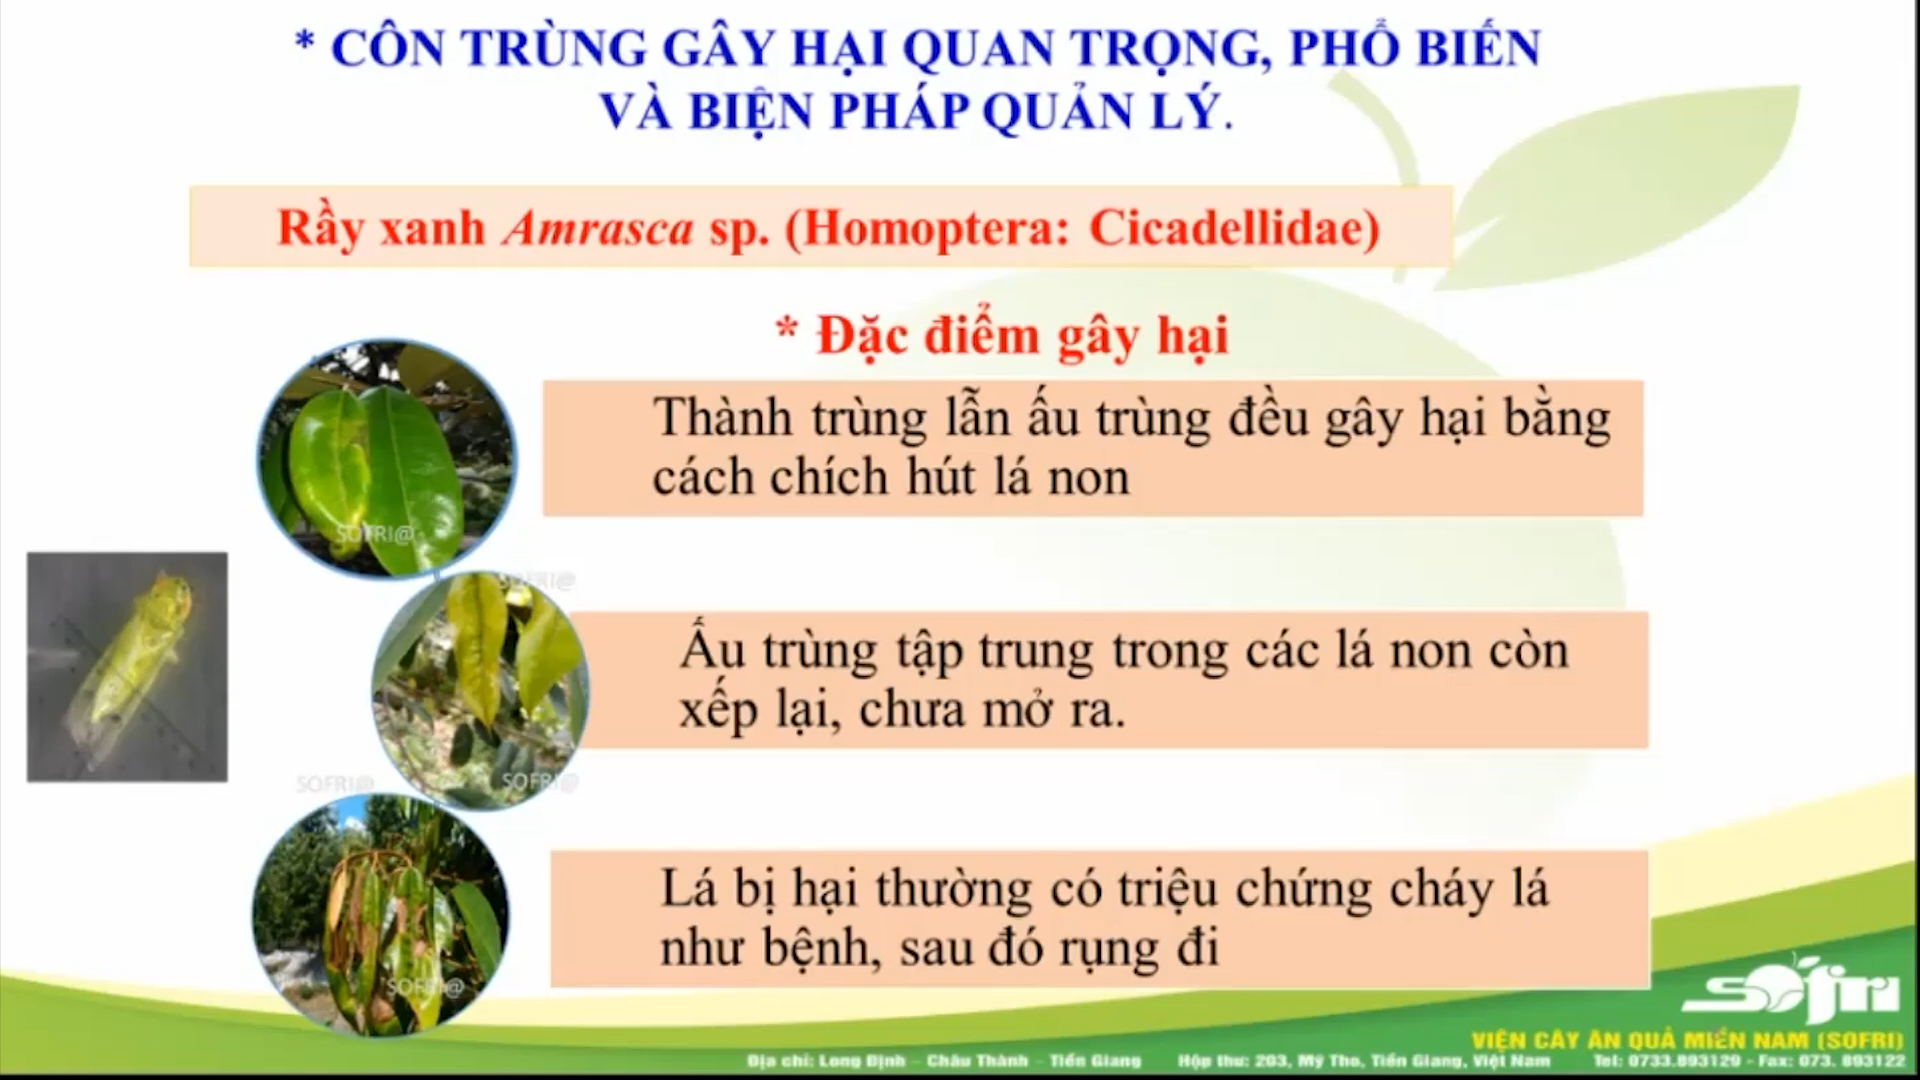 * CÔN TRÙNG GÂY HẠI QUAN TRỌNG, PHỔ BIẾN
VÀ BIỆN PHÁP QUẢN LÝ.
Rầy xanh Amrasca sp. (Homoptera: Cicadellidae)
* Đặc điểm gây hại
Thành trùng lẫn ấu trùng đều gây hại bằng
cách chích hút lá non
SOFRI@
SOFRI@
Ấu trùng tập trung trong các lá non còn
xếp lại, chưa mở ra.
SOFRI@
SOFRI@
Lá bị hại thường có triệu chứng cháy lá
như bệnh, sau đó rụng đi
SOFRI@
sofri
VIỆN CÂY ĂN QUẢ MIỀN NAM (SOFRI)
Địa chỉ: Long Định - Châu Thành - Tiền Giang Hộp thư: 203, Mỹ Tho, Tiền Giang, Việt Nam Tel: 0733.893129 - Fax: 073. 893122